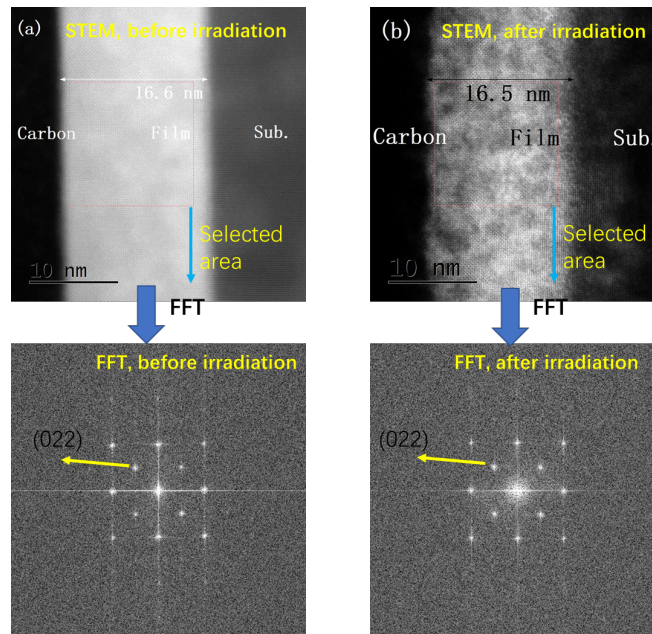 (a)
STEM, before irradiation
16.6 nm
Carbon
Film
Sub.
Selected
area
10 nm
FFT
(b)
STEM, after irradiation
16.5 nm
Carbon
Film
Sub.
Selected
area
10 nm
FFT
FFT, before irradiation
(022)
FFT, after irradiation
(022)